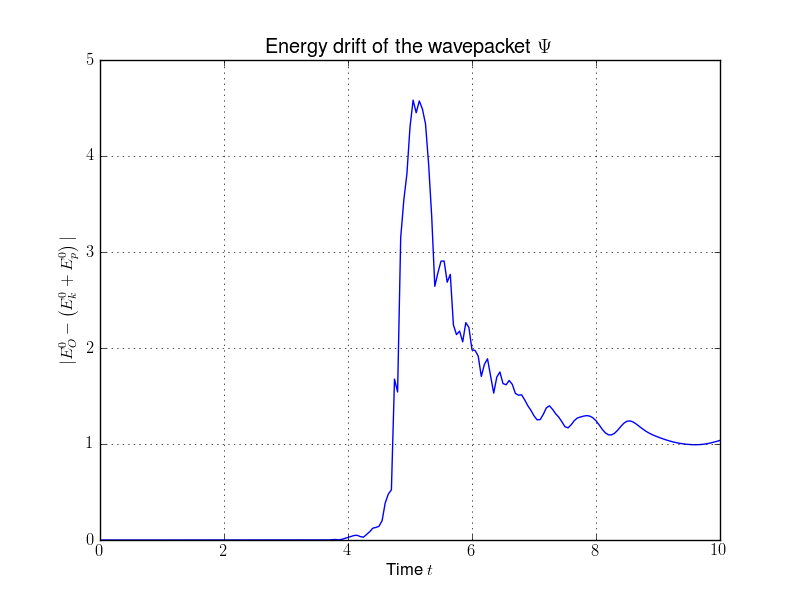 Energy drift of the wavepacket Ψ
5
4
3
2
1
0
|E_O^0 − (E_k^0 + E_p^0) |
0 2 4 6 8 10
Time t